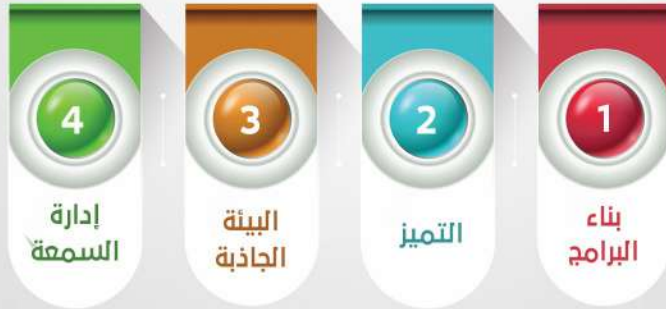 1
بناء
البرامج
2
التميز
3
البيئة
الجاذبة
4
إدارة
السمعة